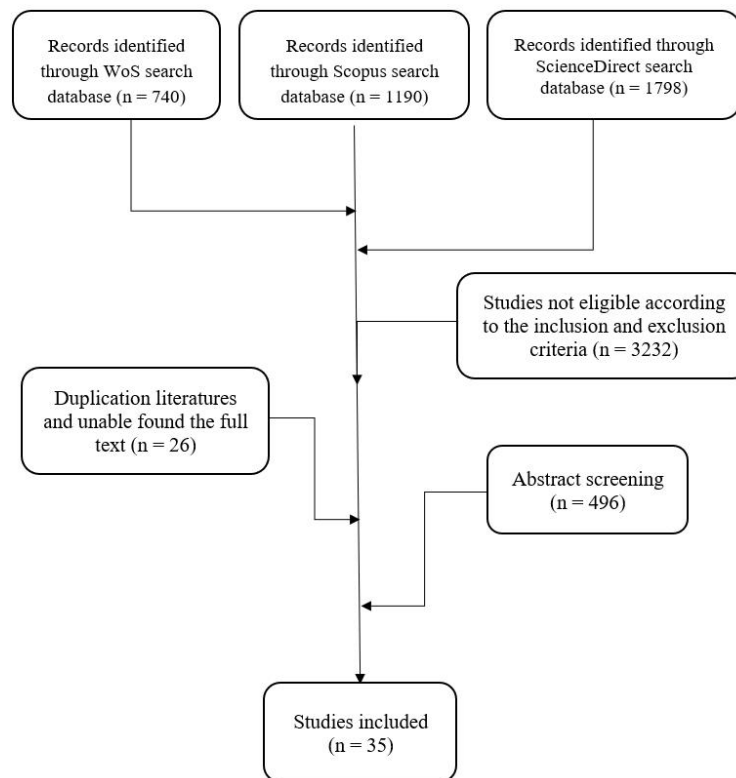 Records identified
through WoS search
database (n = 740)
Records identified
through Scopus search
database (n = 1190)
Records identified through
ScienceDirect search
database (n = 1798)
Studies not eligible according
to the inclusion and exclusion
criteria (n = 3232)
Duplication literatures
and unable found the full
text (n = 26)
Abstract screening
(n = 496)
Studies included
(n = 35)